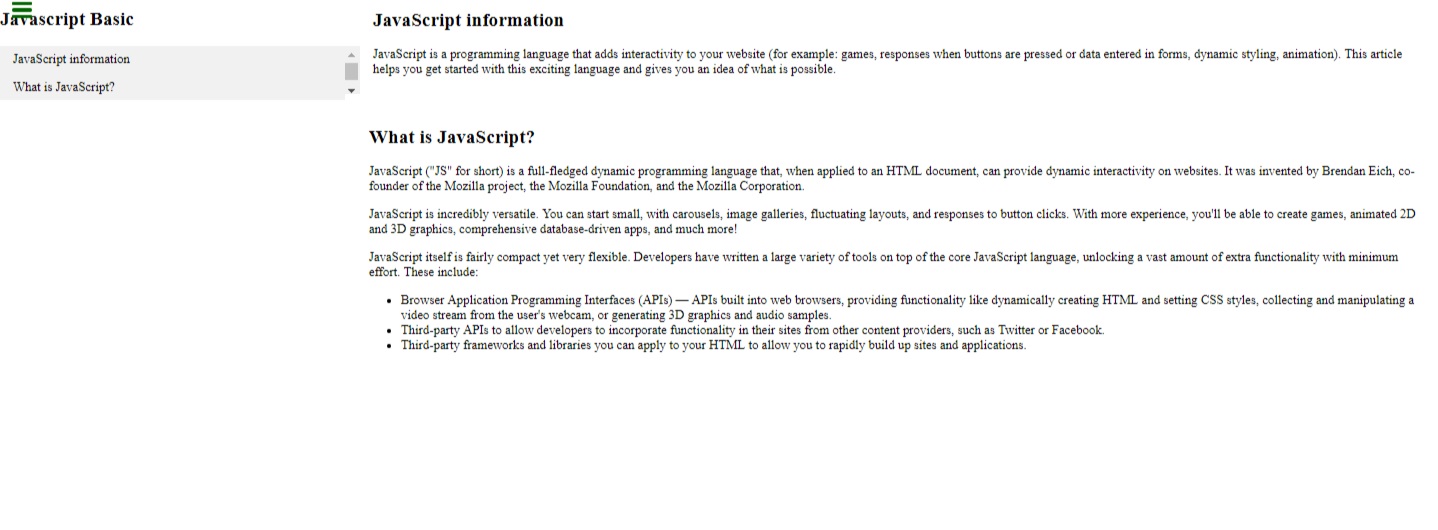 Javascript Basic
JavaScript information
What is JavaScript?
JavaScript information
JavaScript is a programming language that adds interactivity to your website (for example: games, responses when buttons are pressed or data entered in forms, dynamic styling, animation). This article
helps you get started with this exciting language and gives you an idea of what is possible.
What is JavaScript?
JavaScript ("JS" for short) is a full-fledged dynamic programming language that, when applied to an HTML document, can provide dynamic interactivity on websites. It was invented by Brendan Eich, co-
founder of the Mozilla project, the Mozilla Foundation, and the Mozilla Corporation.
JavaScript is incredibly versatile. You can start small, with carousels, image galleries, fluctuating layouts, and responses to button clicks. With more experience, you'll be able to create games, animated 2D
and 3D graphics, comprehensive database-driven apps, and much more!
JavaScript itself is fairly compact yet very flexible. Developers have written a large variety of tools on top of the core JavaScript language, unlocking a vast amount of extra functionality with minimum
effort. These include:
• Browser Application Programming Interfaces (APIs) — APIs built into web browsers, providing functionality like dynamically creating HTML and setting CSS styles, collecting and manipulating a
video stream from the user's webcam, or generating 3D graphics and audio samples.
• Third-party APIs to allow developers to incorporate functionality in their sites from other content providers, such as Twitter or Facebook.
• Third-party frameworks and libraries you can apply to your HTML to allow you to rapidly build up sites and applications.